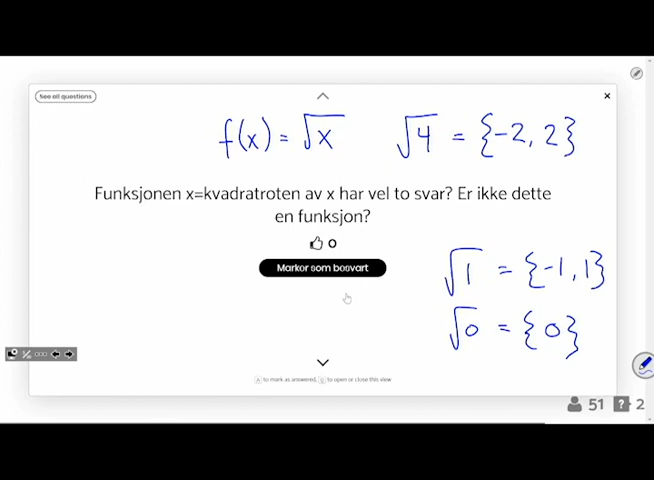 See all questions
f(x) = √x
√4 = {-2, 2}
Funksjonen x=kvadratroten av x har vel to svar? Er ikke dette
en funksjon?
0
Marker som besvart
√1 = {-1, 1}
√0 = {0}
A to mark as answered, Q to open or close this view
51 ? 2